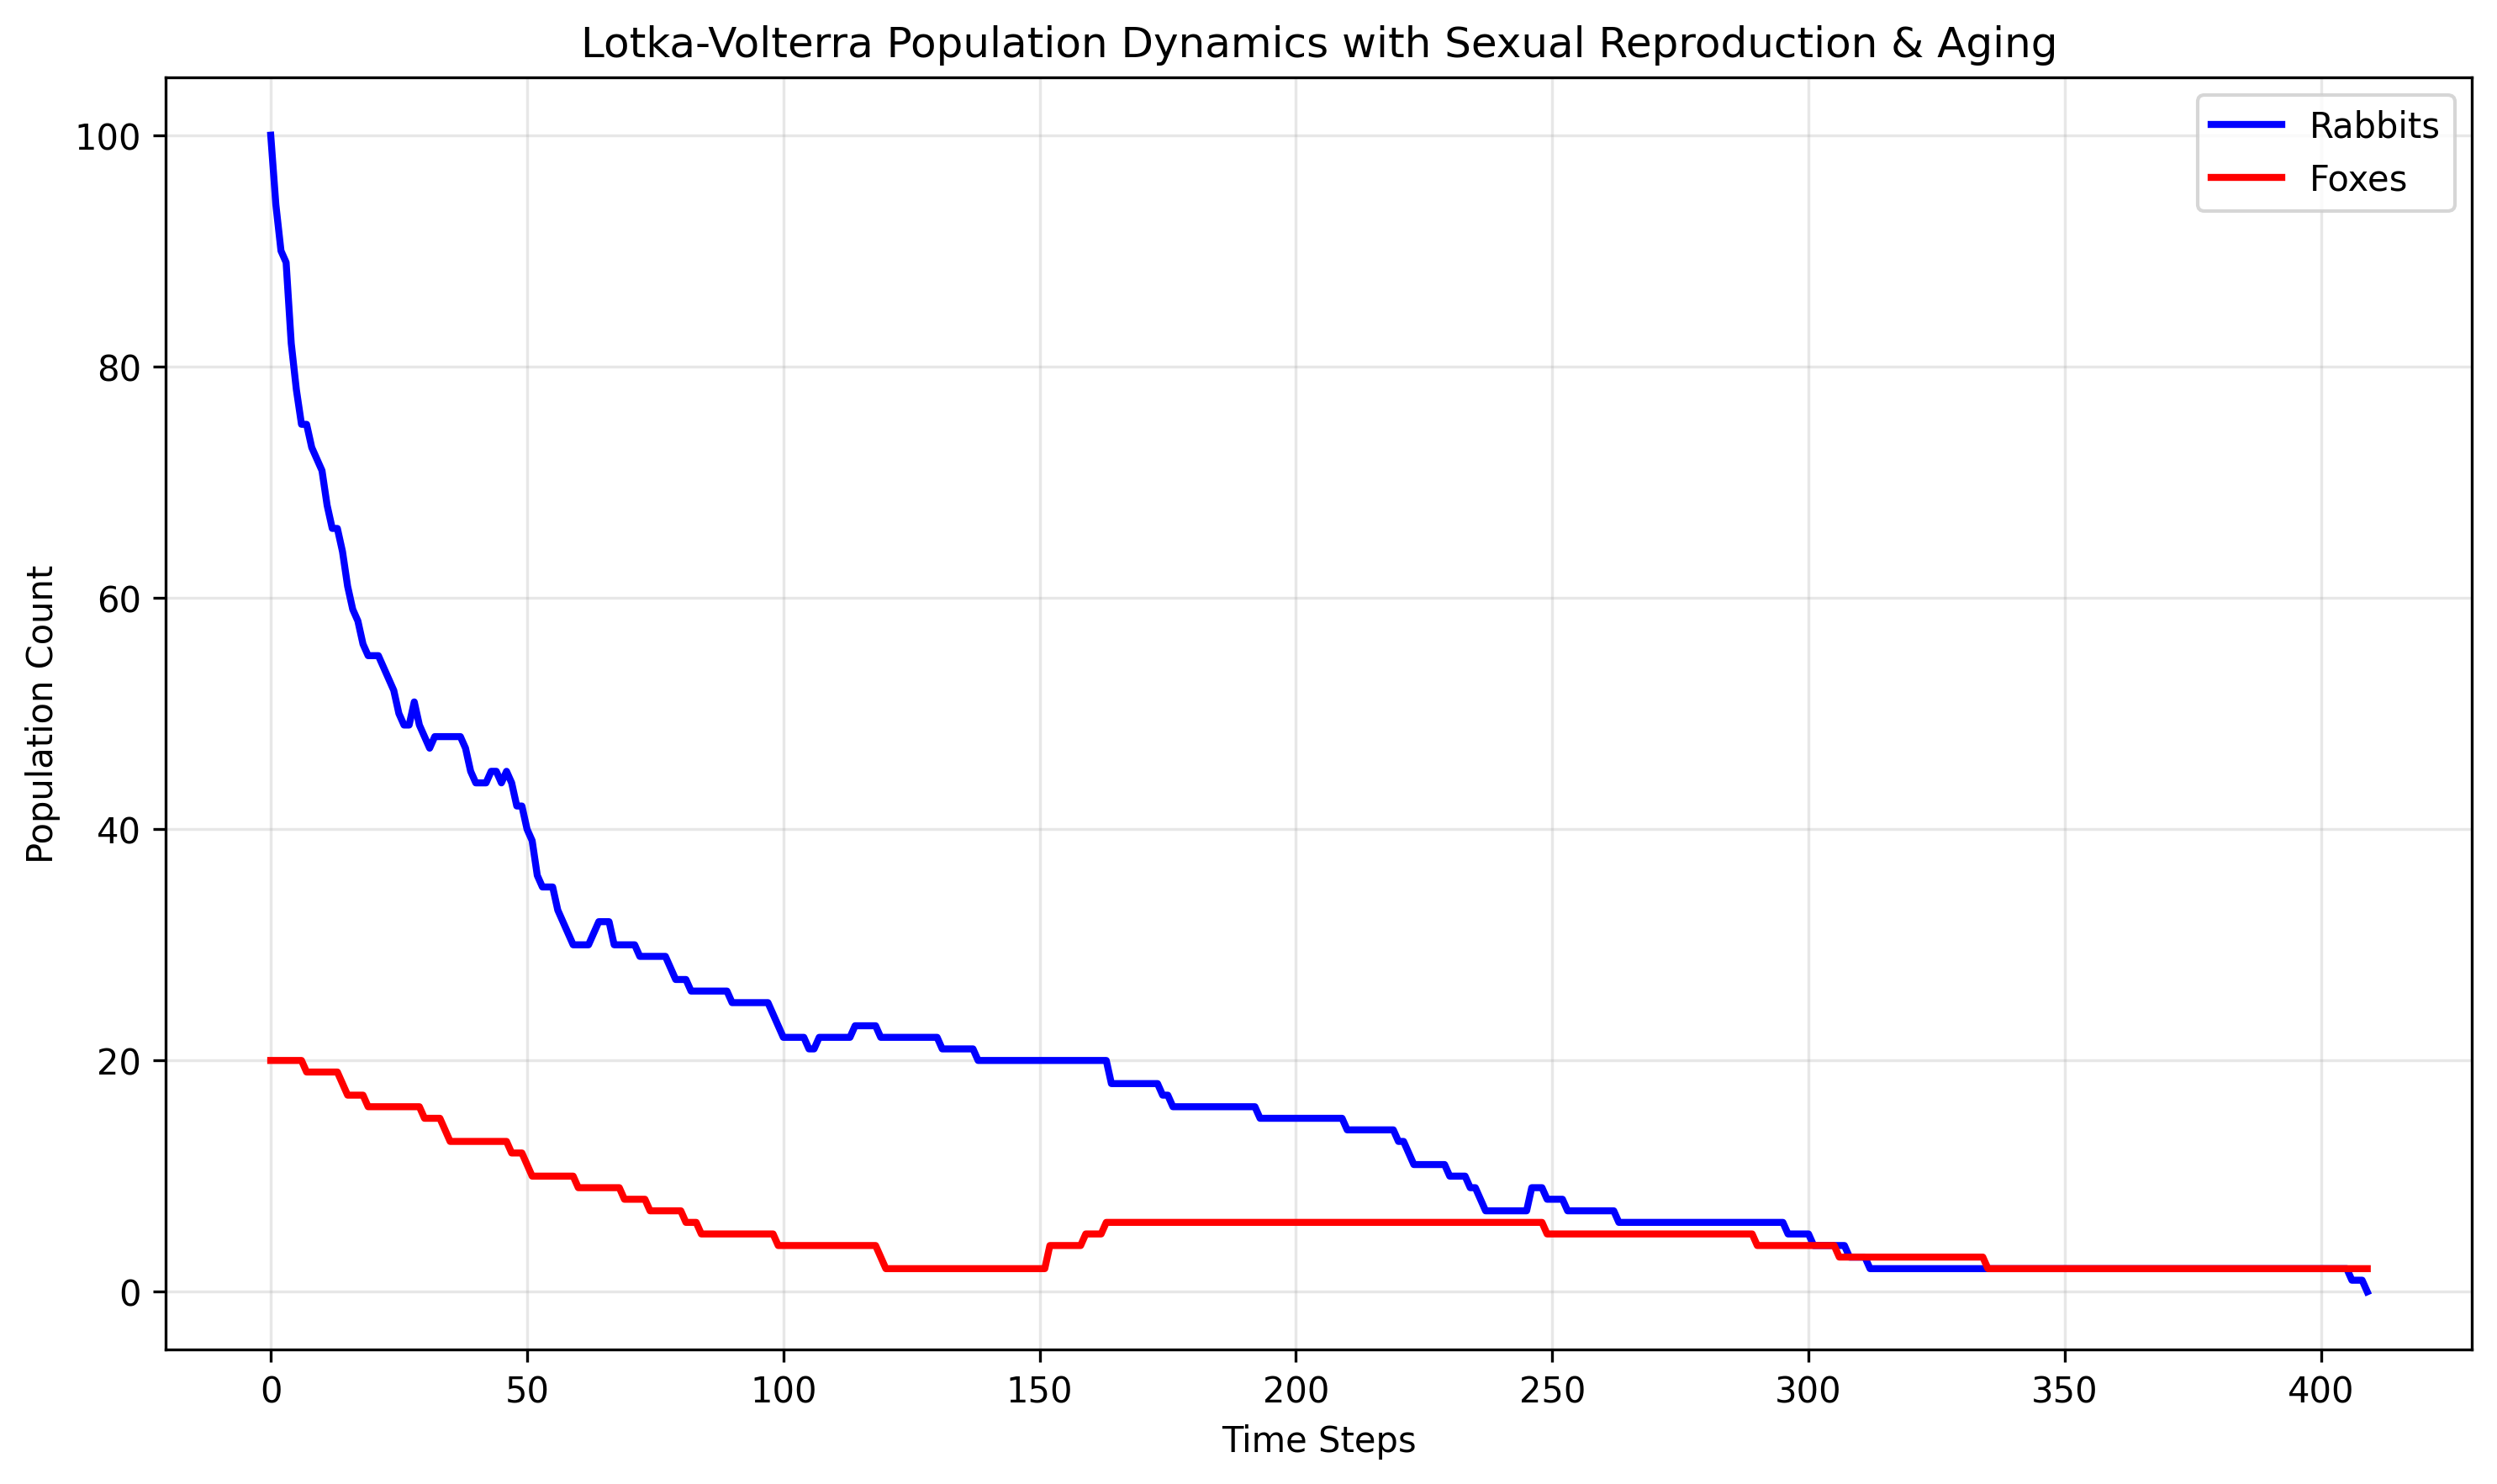 Lotka-Volterra Population Dynamics with Sexual Reproduction & Aging
Rabbits
Foxes
Population Count
100
80
60
40
20
0
0 50 100 150 200 250 300 350 400
Time Steps